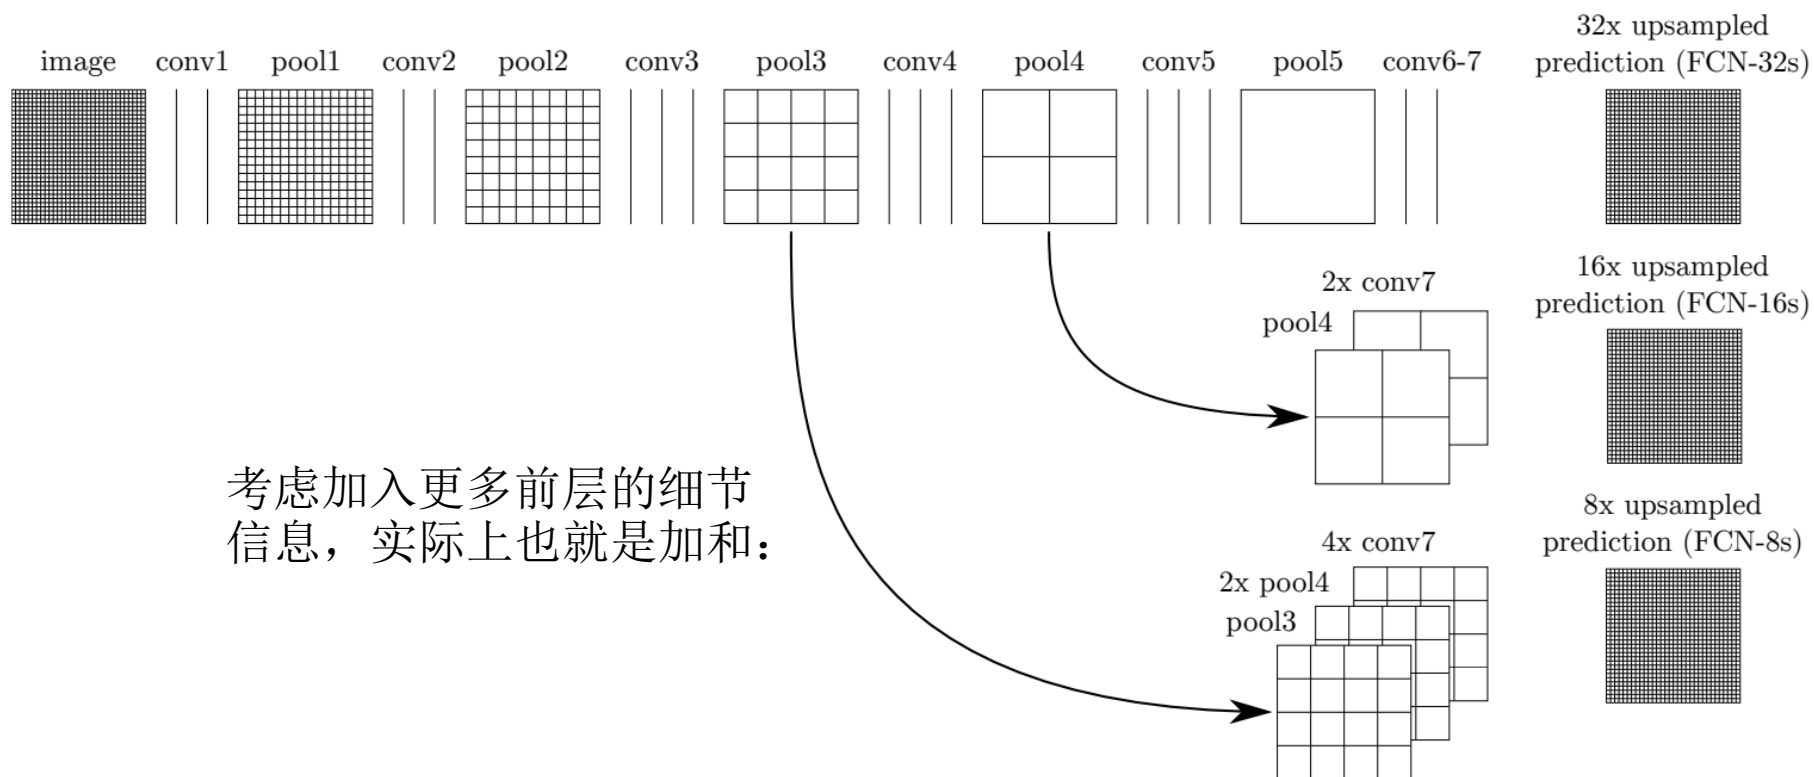 image conv1 pool1 conv2 pool2 conv3 pool3 conv4 pool4 conv5 pool5 conv6-7
32x upsampled
prediction (FCN-32s)
16x upsampled
prediction (FCN-16s)
2x conv7
pool4
考虑加入更多前层的细节
信息，实际上也就是加和：
8x upsampled
prediction (FCN-8s)
4x conv7
2x pool4
pool3